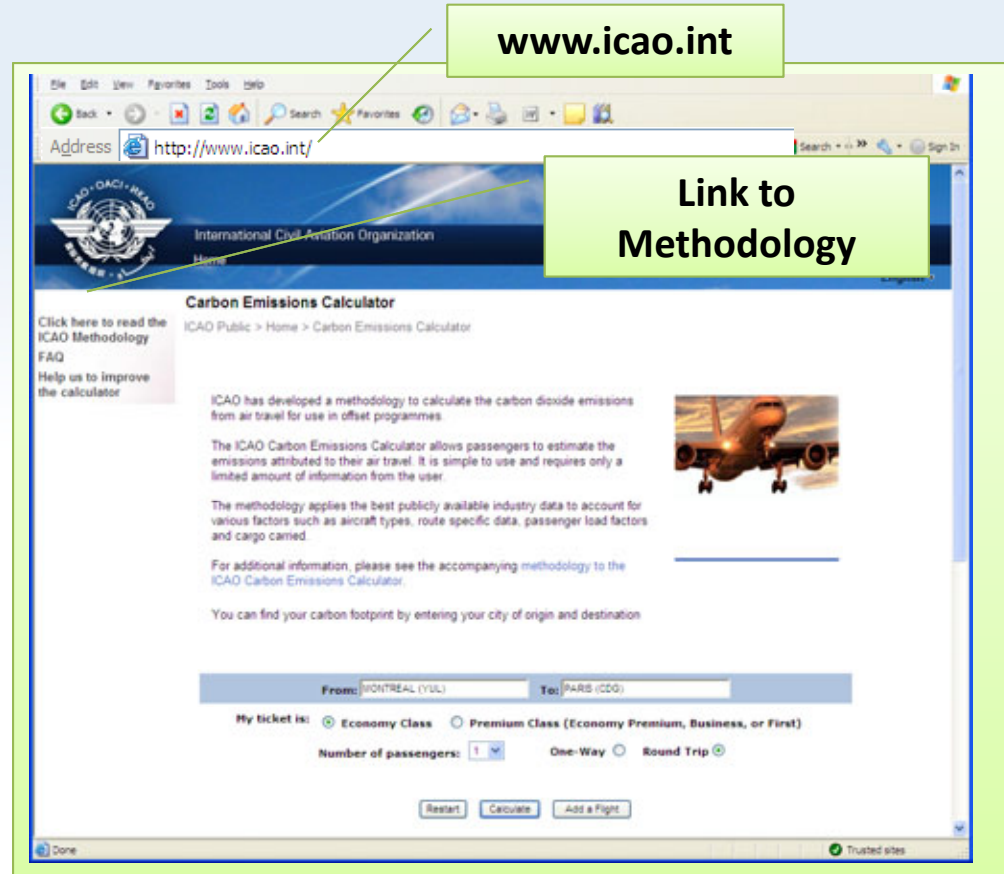 www.icao.int
File Edit View Favorites Tools Help
Back Search Favorites
Address http://www.icao.int/ Search Sign In
Link to
Methodology
ICAO · OACI · ИКАО
International Civil Aviation Organization
Home
English
Carbon Emissions Calculator
ICAO Public > Home > Carbon Emissions Calculator
Click here to read the
ICAO Methodology
FAQ
Help us to improve
the calculator
ICAO has developed a methodology to calculate the carbon dioxide emissions
from air travel for use in offset programmes.
The ICAO Carbon Emissions Calculator allows passengers to estimate the
emissions attributed to their air travel. It is simple to use and requires only a
limited amount of information from the user.
The methodology applies the best publicly available industry data to account for
various factors such as aircraft types, route specific data, passenger load factors
and cargo carried.
For additional information, please see the accompanying methodology to the
ICAO Carbon Emissions Calculator.
You can find your carbon footprint by entering your city of origin and destination
From: MONTREAL (YUL) To: PARIS (CDG)
My ticket is: Economy Class Premium Class (Economy Premium, Business, or First)
Number of passengers: 1 One-Way Round Trip
Restart Calculate Add a Flight
Done Trusted sites